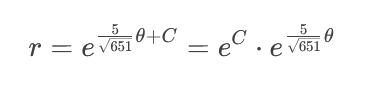 $r = e^{\frac{5}{\sqrt{651}}\theta + C} = e^{C} \cdot e^{\frac{5}{\sqrt{651}}\theta}$